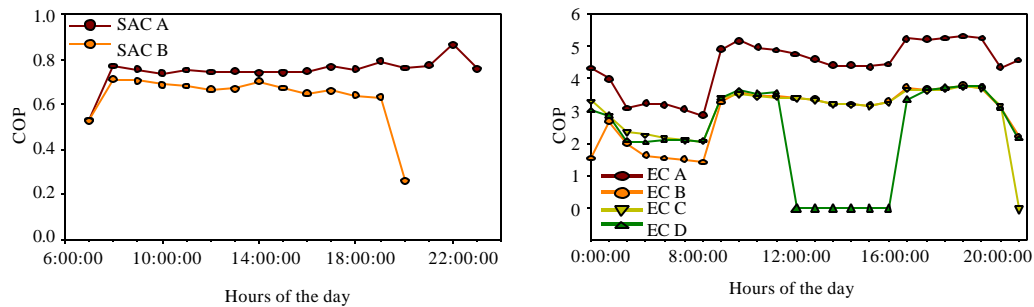 1.0
0.8
0.6
0.4
0.2
0.0
COP
SAC A
SAC B
6:00:00 10:00:00 14:00:00 18:00:00 22:00:00
Hours of the day
6
5
4
3
2
1
0
COP
EC A
EC B
EC C
EC D
0:00:00 8:00:00 12:00:00 16:00:00 20:00:00
Hours of the day